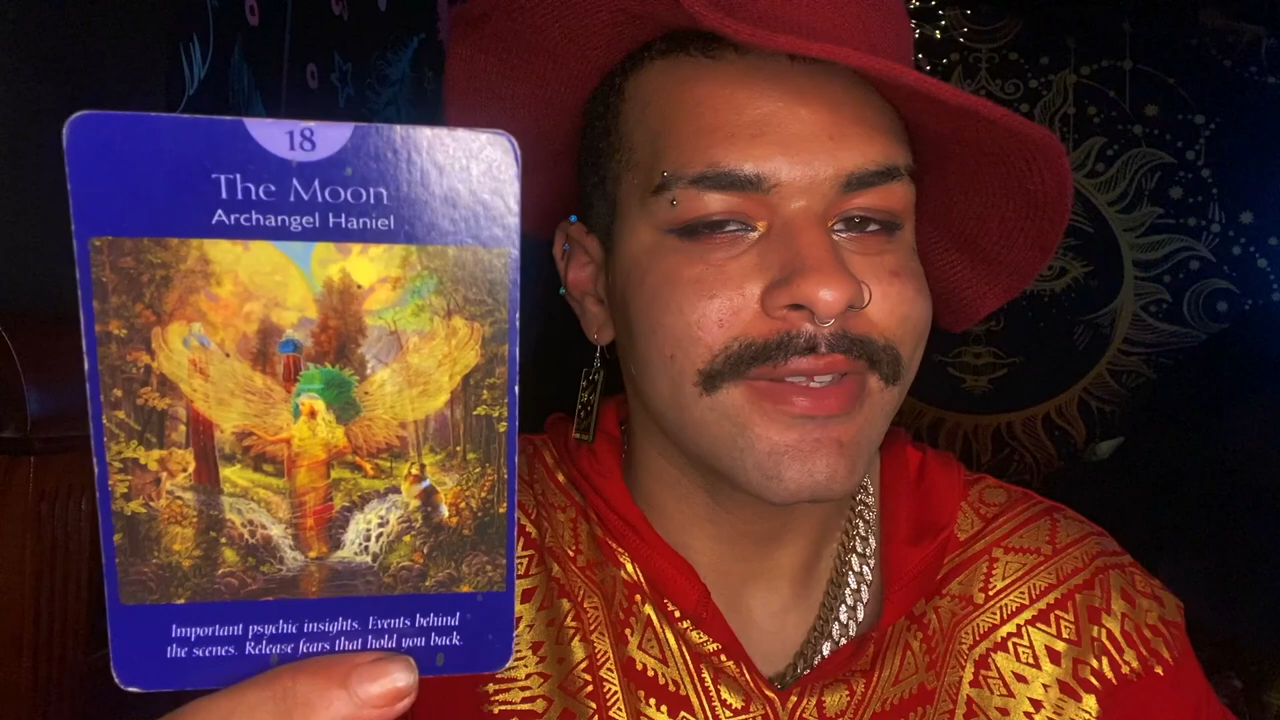 18
The Moon
Archangel Haniel
Important psychic insights. Events behind
the scenes. Release fears that hold you back.